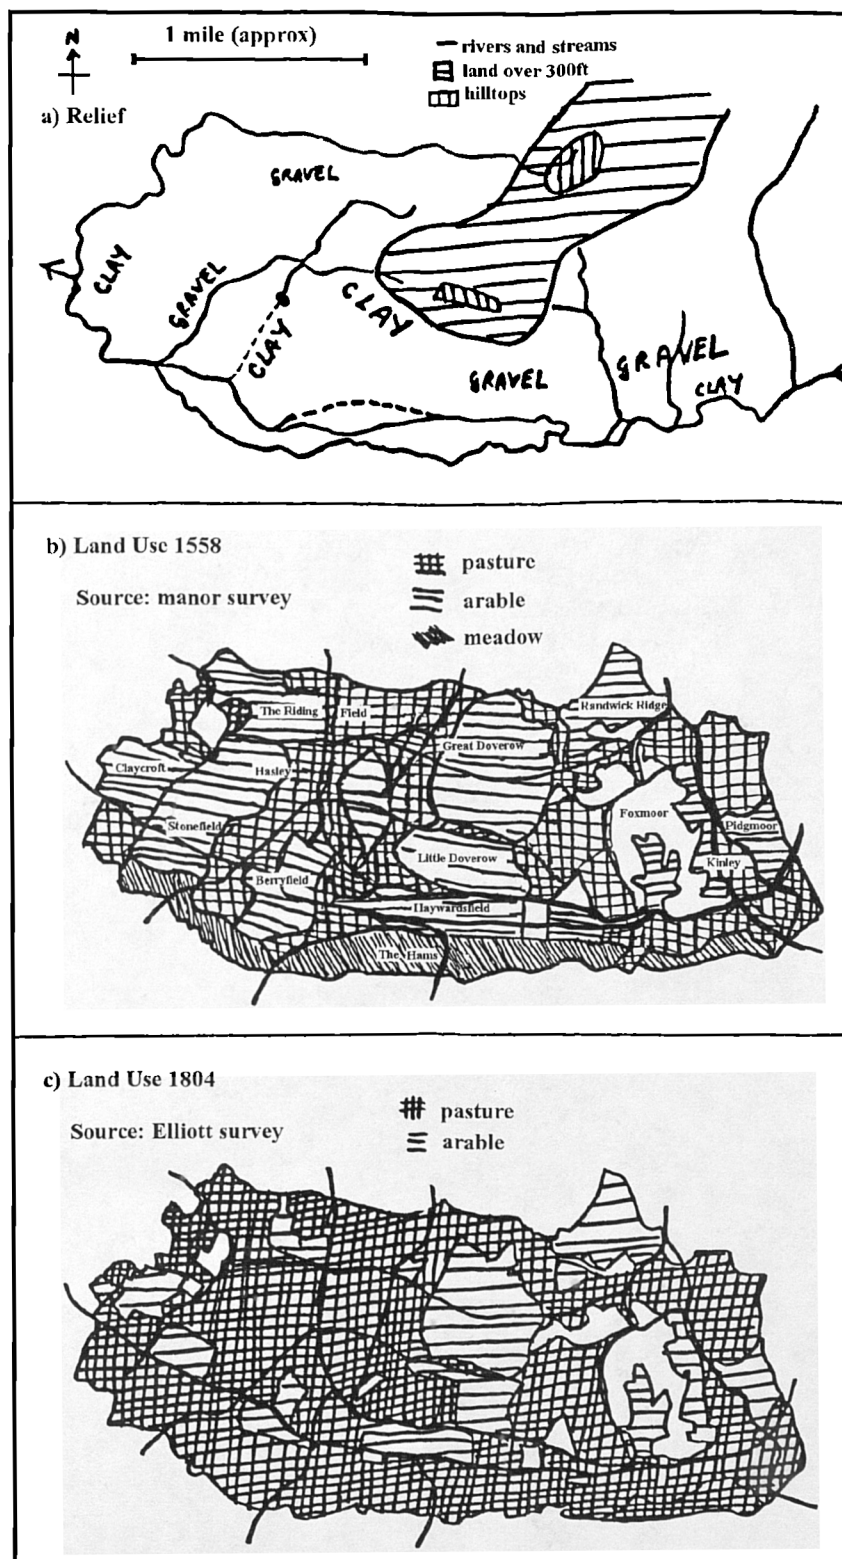 N
1 mile (approx)
rivers and streams
land over 300ft
hilltops
a) Relief
GRAVEL
CLAY
GRAVEL
CLAY
CLAY
GRAVEL
GRAVEL
CLAY
b) Land Use 1558
Source: manor survey
pasture
arable
meadow
The Riding Field
Randwick Ridge
Great Doverow
Claycroft
Hasley
Foxmoor
Stonefield
Pidgmoor
Little Doverow
Kinley
Berryfield
Haywardsfield
The Hams
c) Land Use 1804
Source: Elliott survey
pasture
arable